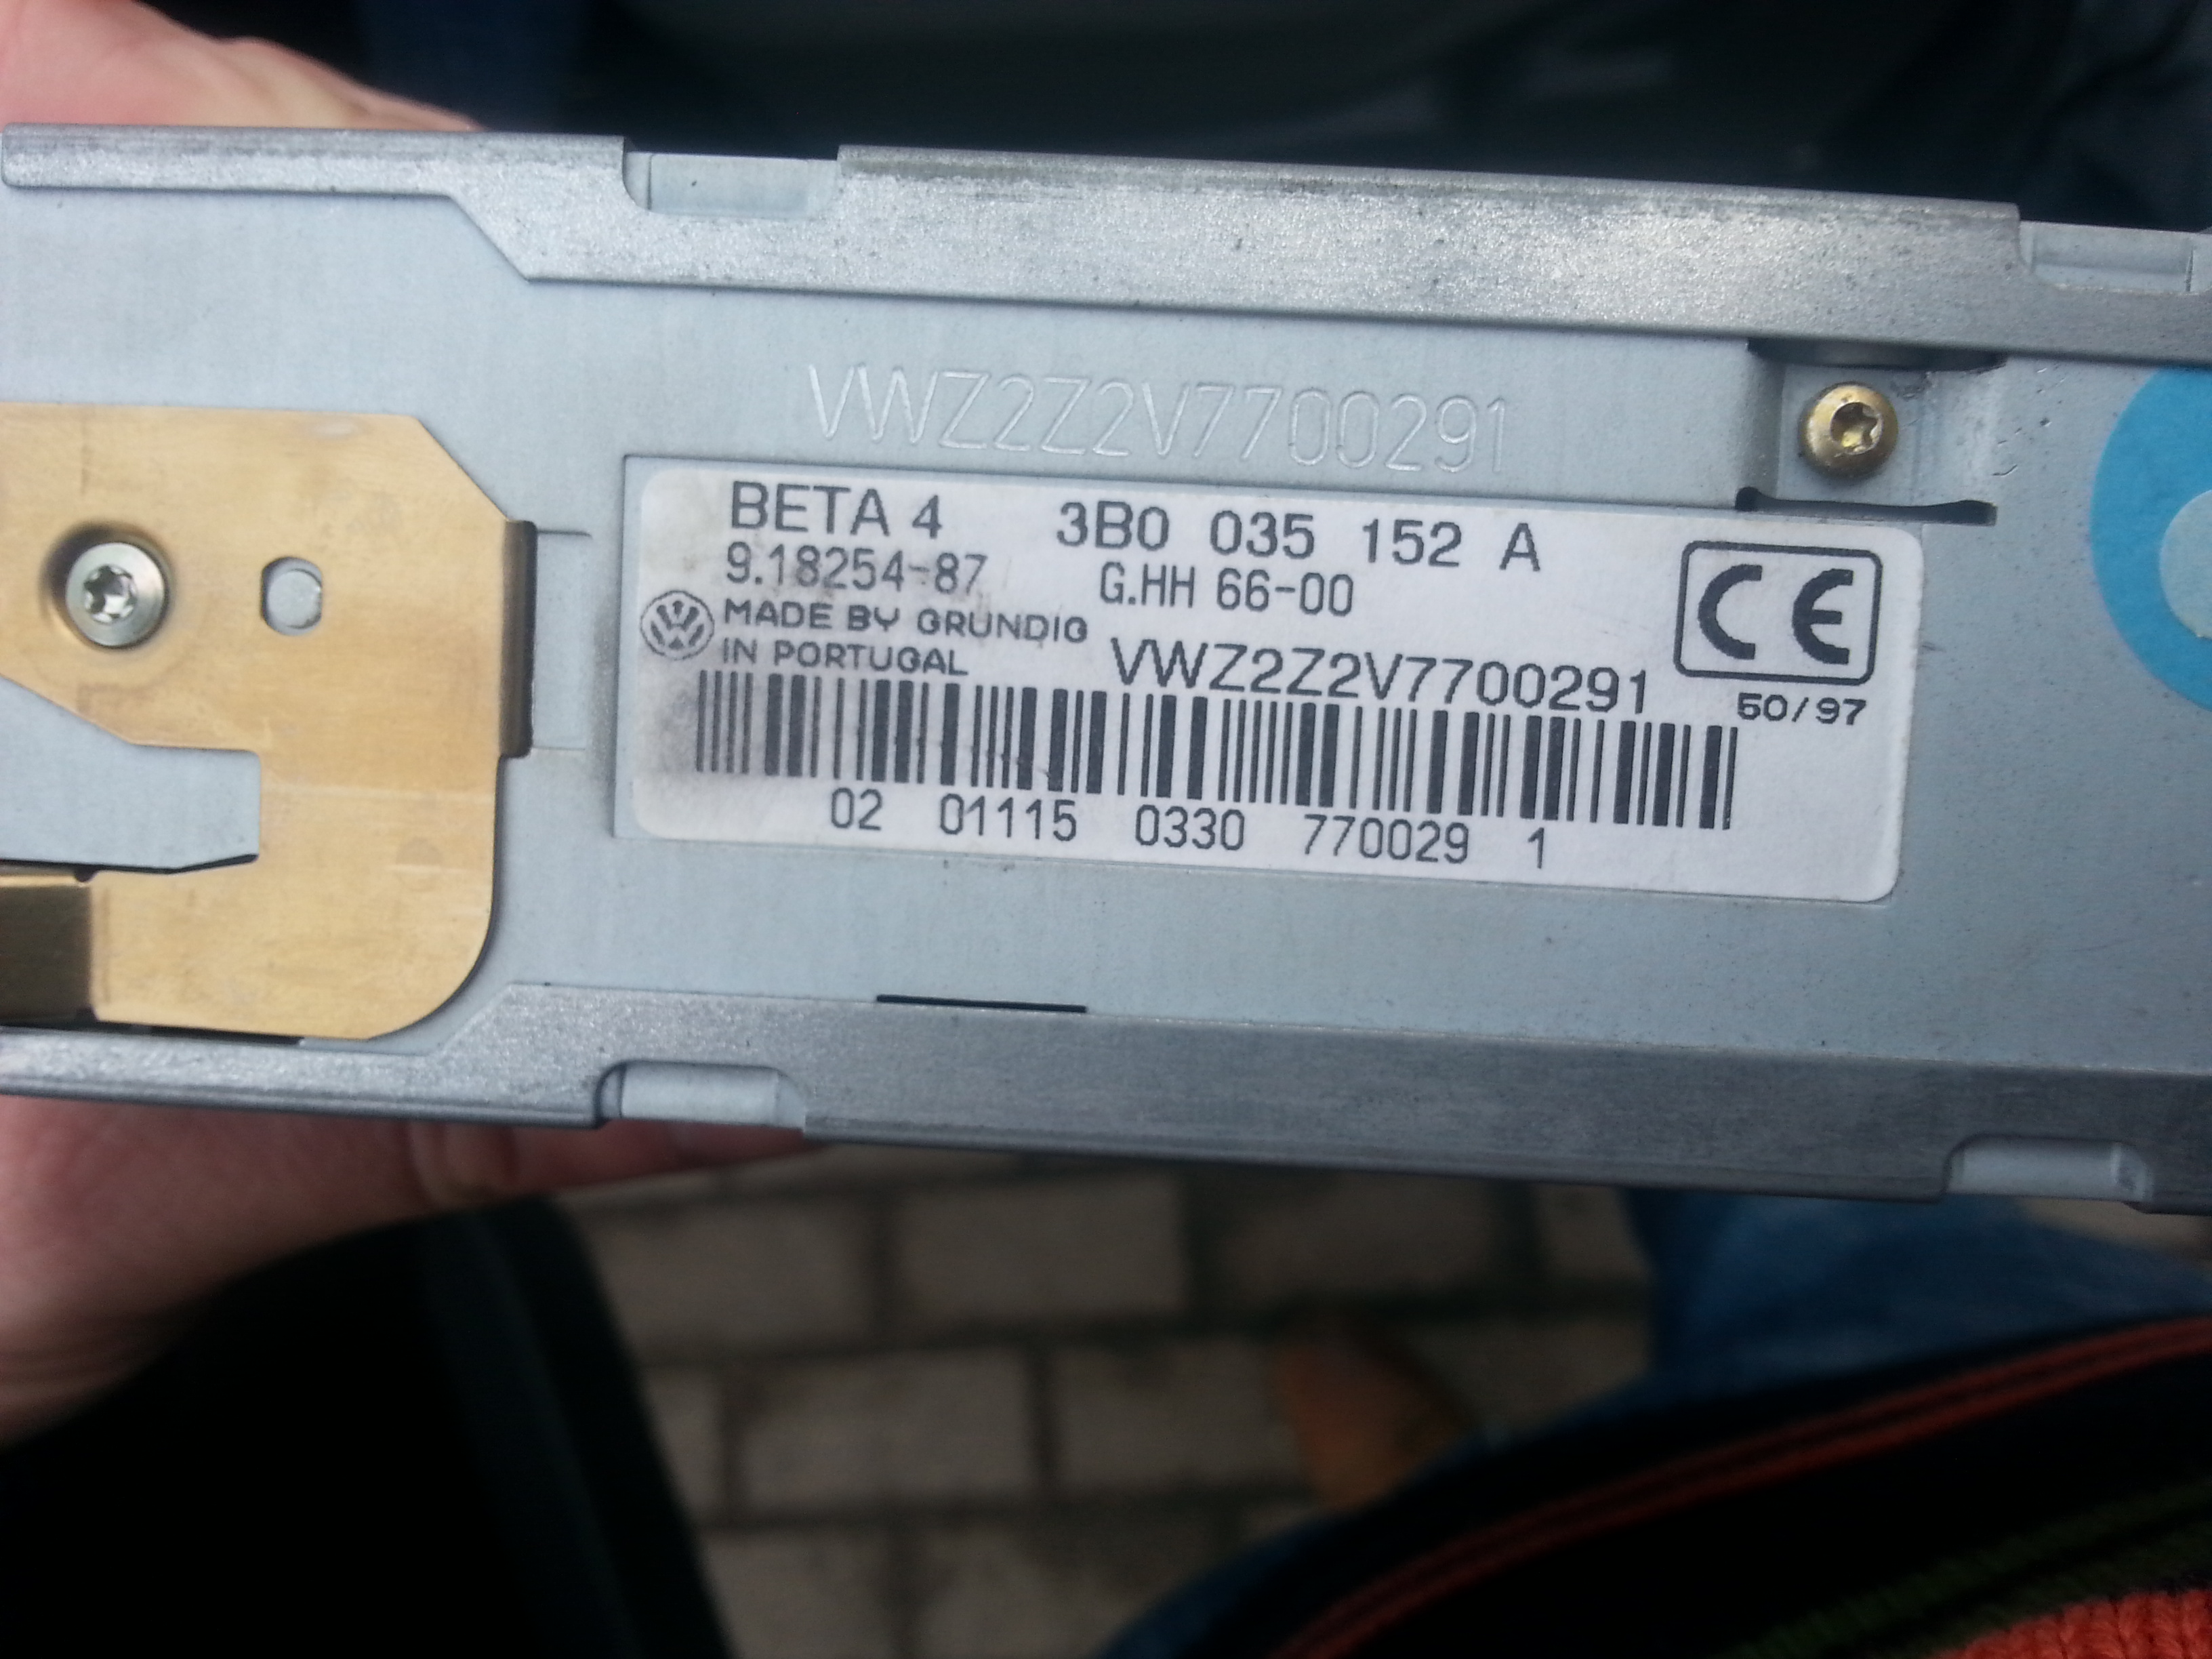 VWZ2Z2V7700291
BETA 4 3B0 035 152 A
9.18254-87 G.HH 66-00
MADE BY GRUNDIG
IN PORTUGAL VWZ2Z2V7700291
CE
50/97
02 01115 0330 770029 1